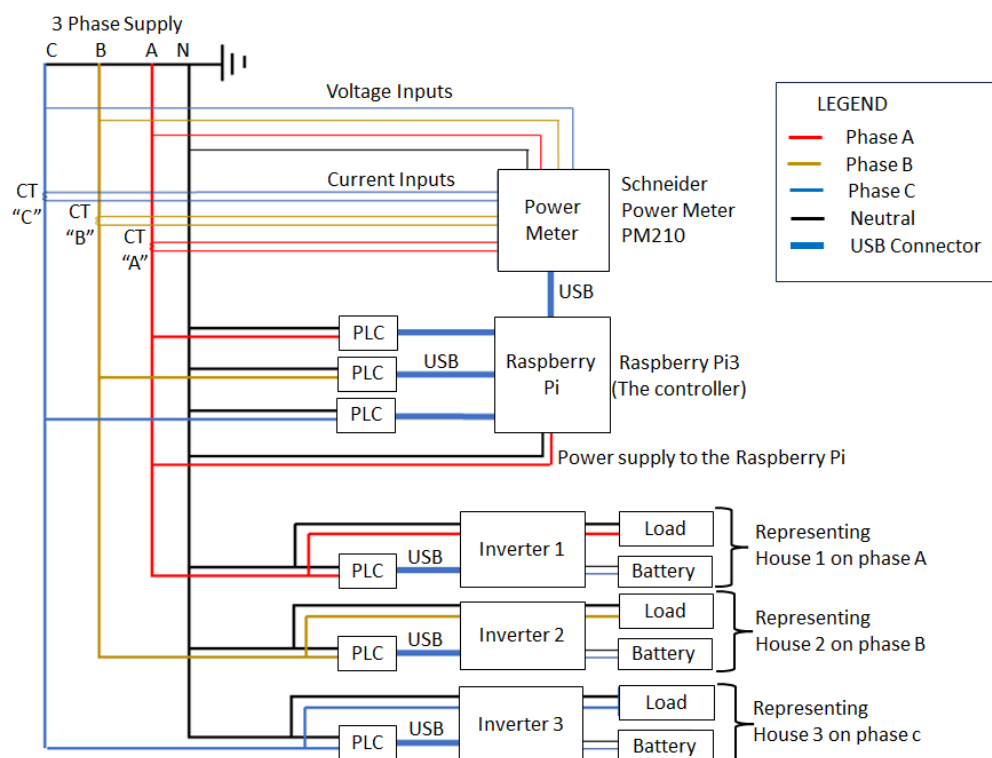 3 Phase Supply
C B A N
Voltage Inputs
LEGEND
Phase A
Phase B
Phase C
Neutral
USB Connector
CT
“C”
CT
“B”
CT
“A”
Current Inputs
Power
Meter
Schneider
Power Meter
PM210
USB
PLC
PLC
USB
PLC
Raspberry
Pi
Raspberry Pi3
(The controller)
Power supply to the Raspberry Pi
PLC
USB
Inverter 1
Load
Battery
Representing
House 1 on phase A
PLC
USB
Inverter 2
Load
Battery
Representing
House 2 on phase B
PLC
USB
Inverter 3
Load
Battery
Representing
House 3 on phase c